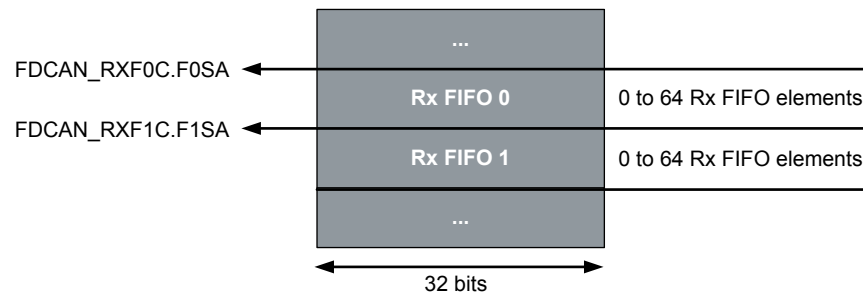 ...
FDCAN_RXF0C.F0SA
Rx FIFO 0
0 to 64 Rx FIFO elements
FDCAN_RXF1C.F1SA
Rx FIFO 1
0 to 64 Rx FIFO elements
...
32 bits